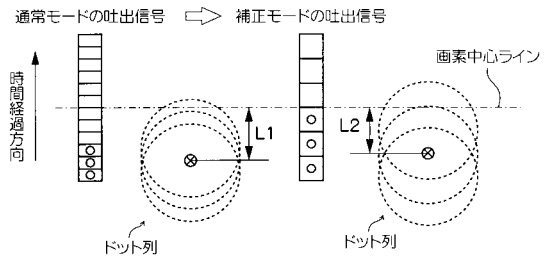 通常モードの吐出信号 ⇨ 補正モードの吐出信号
画素中心ライン
時間経過方向
L1
L2
ドット列
ドット列